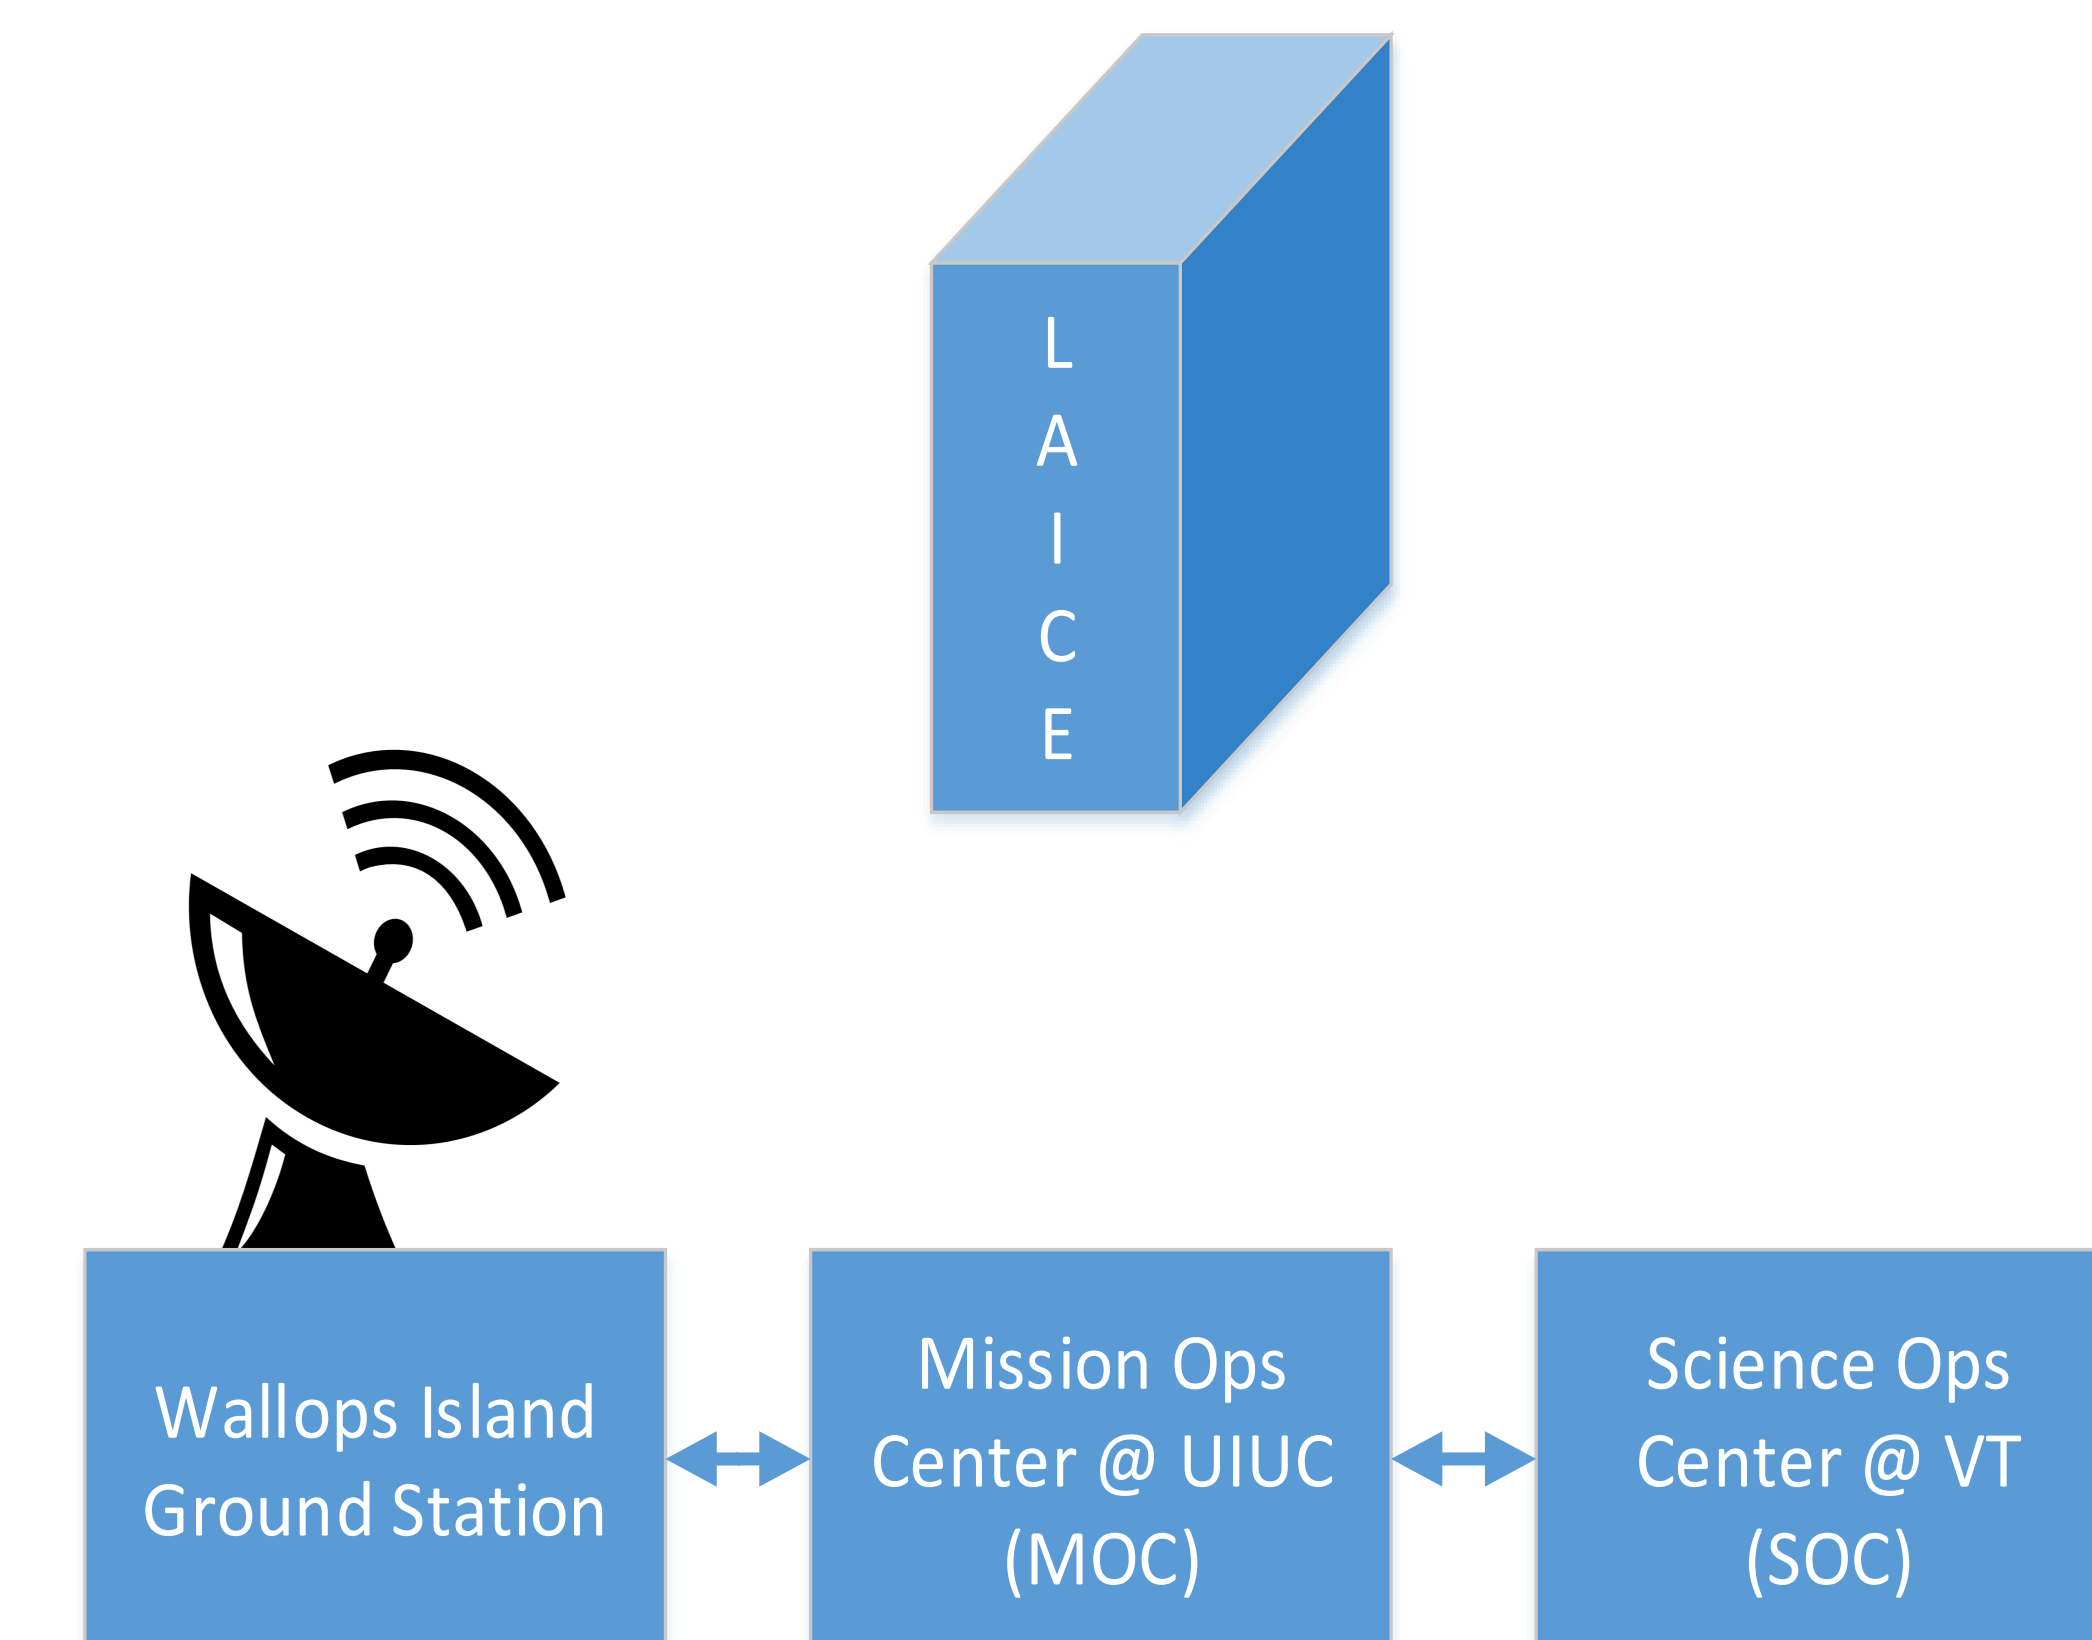 L
A
I
C
E
Wallops Island
Ground Station
Mission Ops
Center @ UIUC
(MOC)
Science Ops
Center @ VT
(SOC)